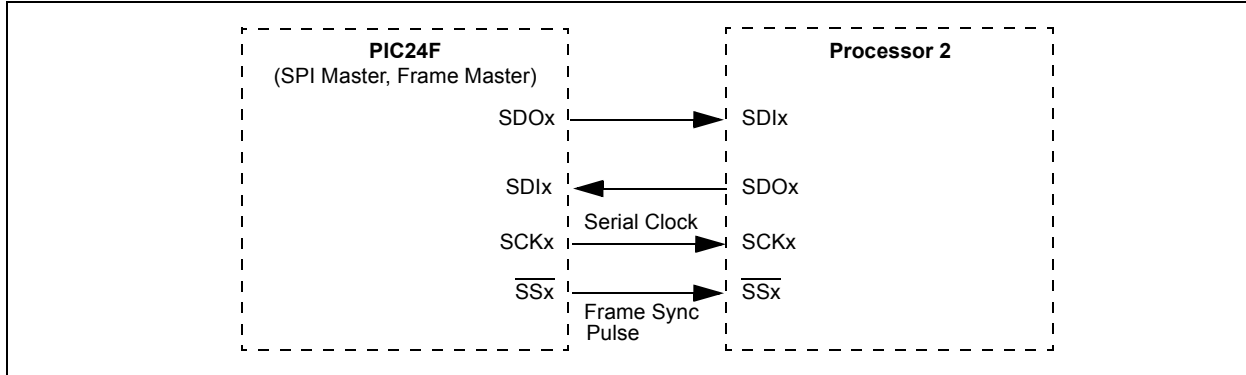 PIC24F
(SPI Master, Frame Master)
Processor 2
SDOx
SDIx
SDIx
SDOx
Serial Clock
SCKx
SCKx
SSx
SSx
Frame Sync
Pulse